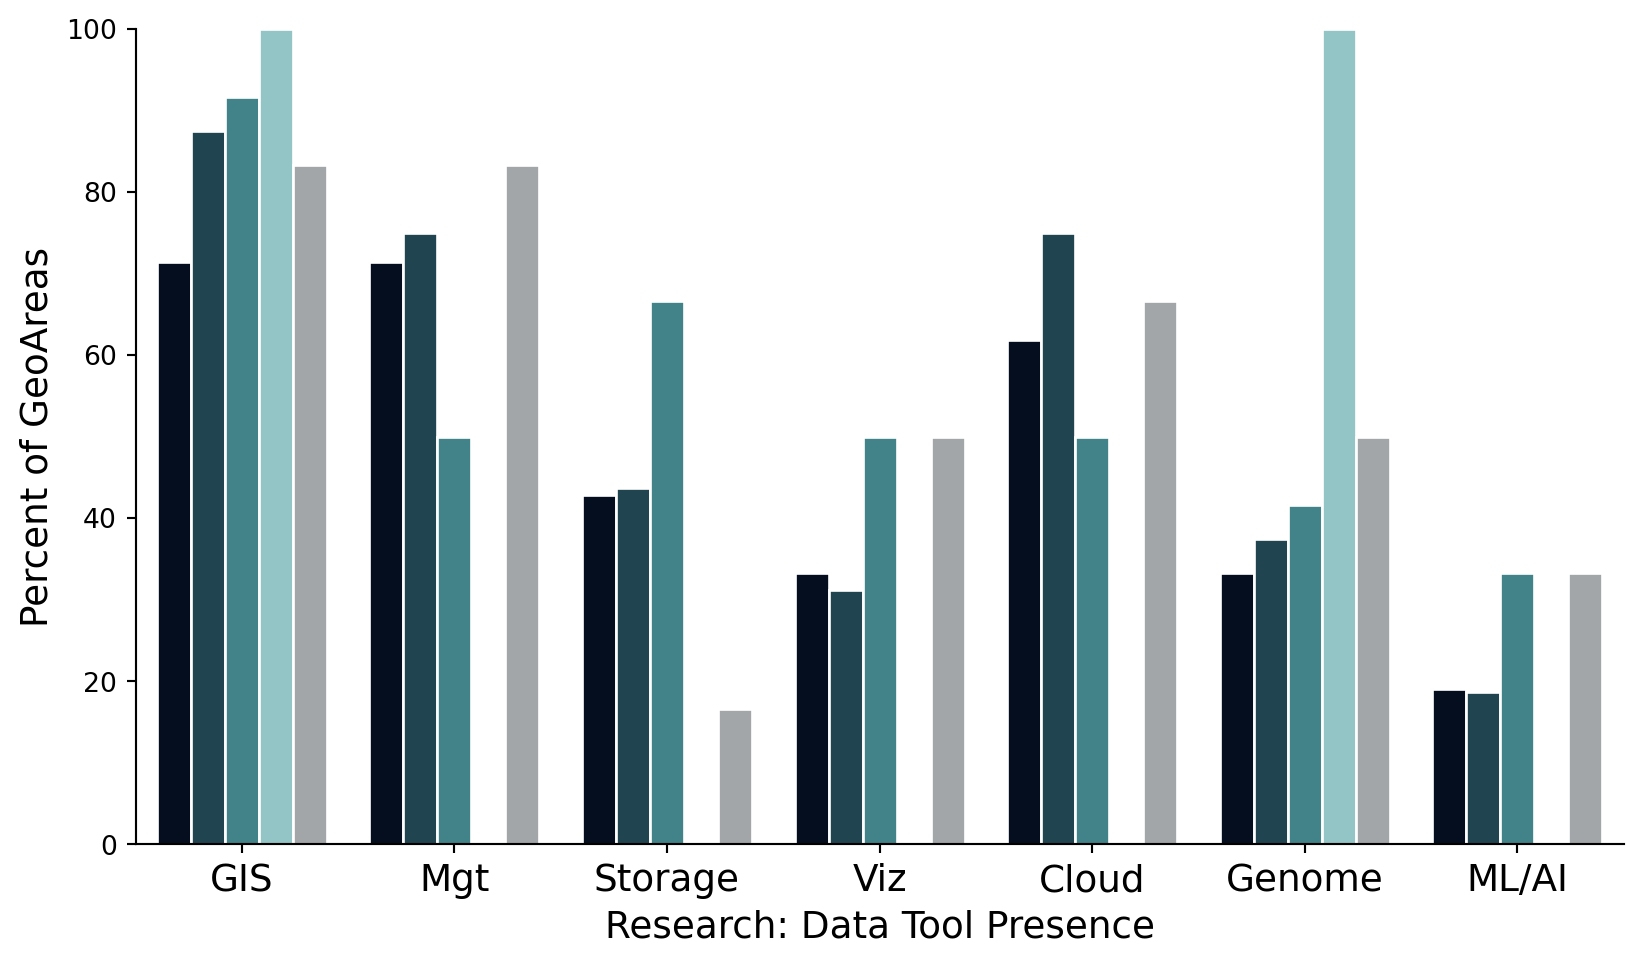 100
80
60
40
20
0
Percent of GeoAreas
GIS Mgt Storage Viz Cloud Genome ML/AI
Research: Data Tool Presence